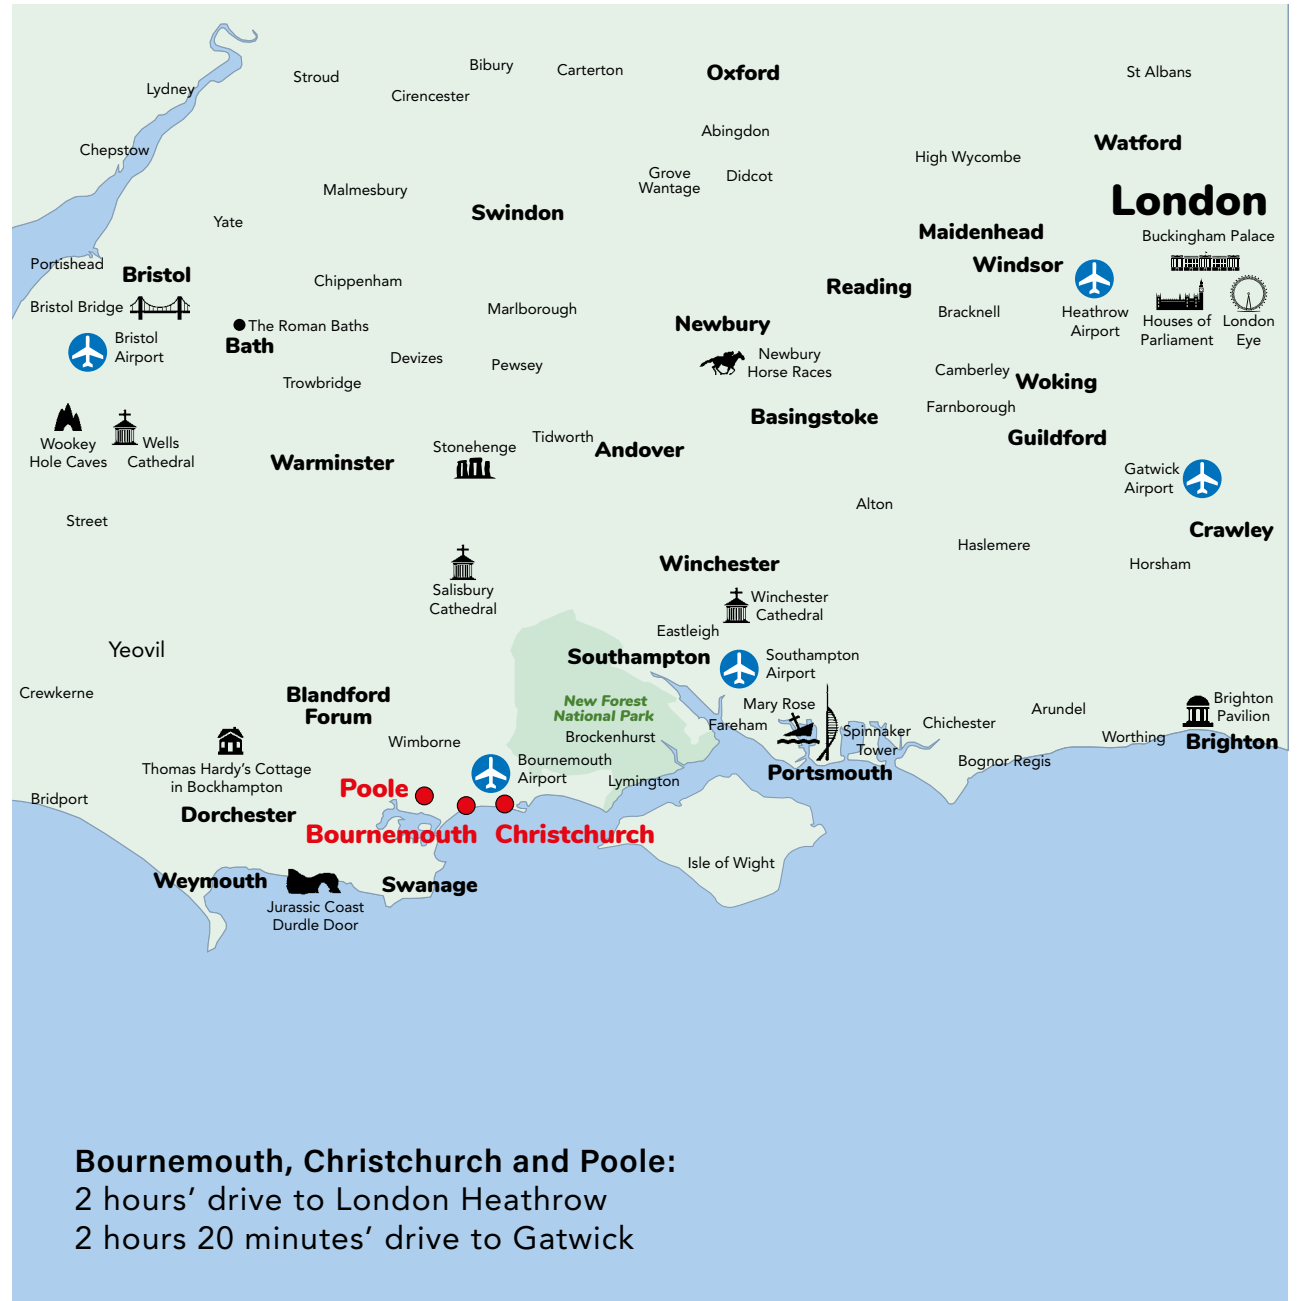 Stroud
Bibury
Carterton
Oxford
St Albans
Lydney
Cirencester
Abingdon
Watford
Chepstow
High Wycombe
Grove
Wantage
Didcot
Malmesbury
Swindon
London
Yate
Maidenhead
Buckingham Palace
Portishead
Bristol
Windsor
Chippenham
Reading
Bristol Bridge
Marlborough
Bracknell
Heathrow
Airport
Houses of
Parliament
London
Eye
The Roman Baths
Newbury
Bristol
Airport
Bath
Devizes
Pewsey
Newbury
Horse Races
Camberley
Woking
Trowbridge
Farnborough
Basingstoke
Guildford
Wookey
Hole Caves
Wells
Cathedral
Warminster
Stonehenge
Tidworth
Andover
Gatwick
Airport
Alton
Street
Crawley
Haslemere
Horsham
Winchester
Salisbury
Cathedral
Winchester
Cathedral
Eastleigh
Yeovil
Southampton
Southampton
Airport
Crewkerne
Blandford
Forum
New Forest
National Park
Mary Rose
Brighton
Pavilion
Arundel
Fareham
Chichester
Spinnaker
Tower
Wimborne
Brockenhurst
Worthing
Brighton
Thomas Hardy’s Cottage
in Bockhampton
Bournemouth
Airport
Bognor Regis
Portsmouth
Lymington
Poole
Bridport
Dorchester
Bournemouth
Christchurch
Isle of Wight
Weymouth
Swanage
Jurassic Coast
Durdle Door
Bournemouth, Christchurch and Poole:
2 hours’ drive to London Heathrow
2 hours 20 minutes’ drive to Gatwick